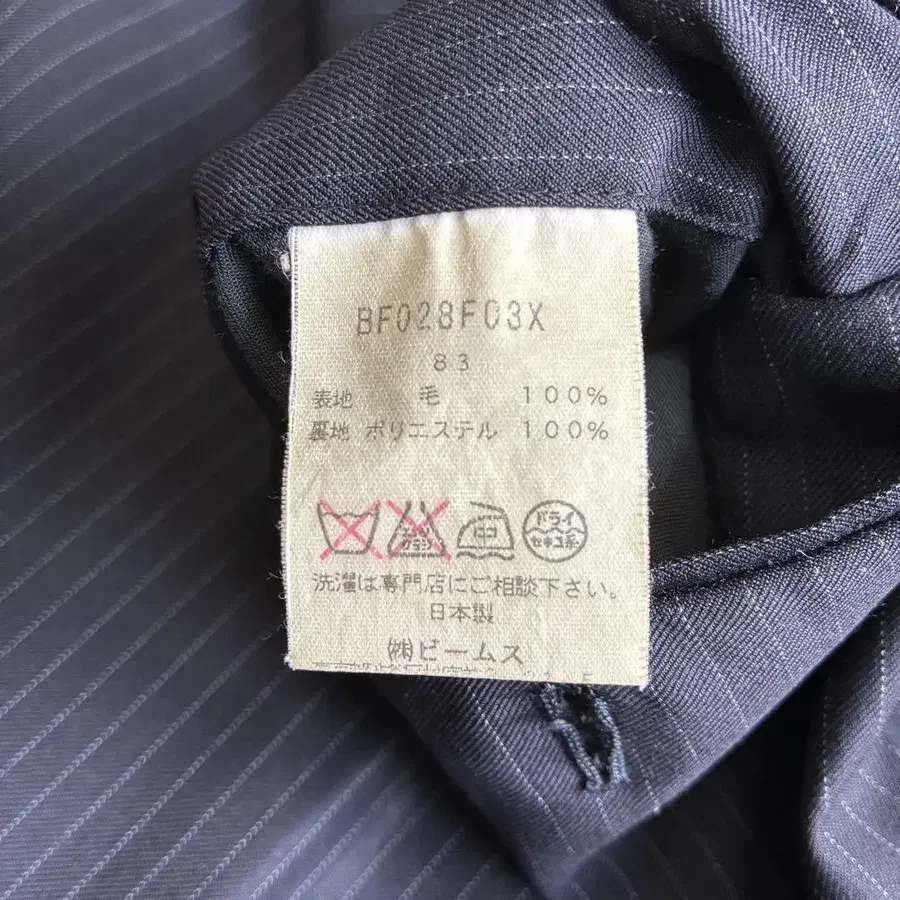 BF028F03X
83
表地 毛 100%
裏地 ポリエステル 100%
ドライ
セキユ系
洗濯は専門店にご相談下さい。
日本製
㈱ビームス